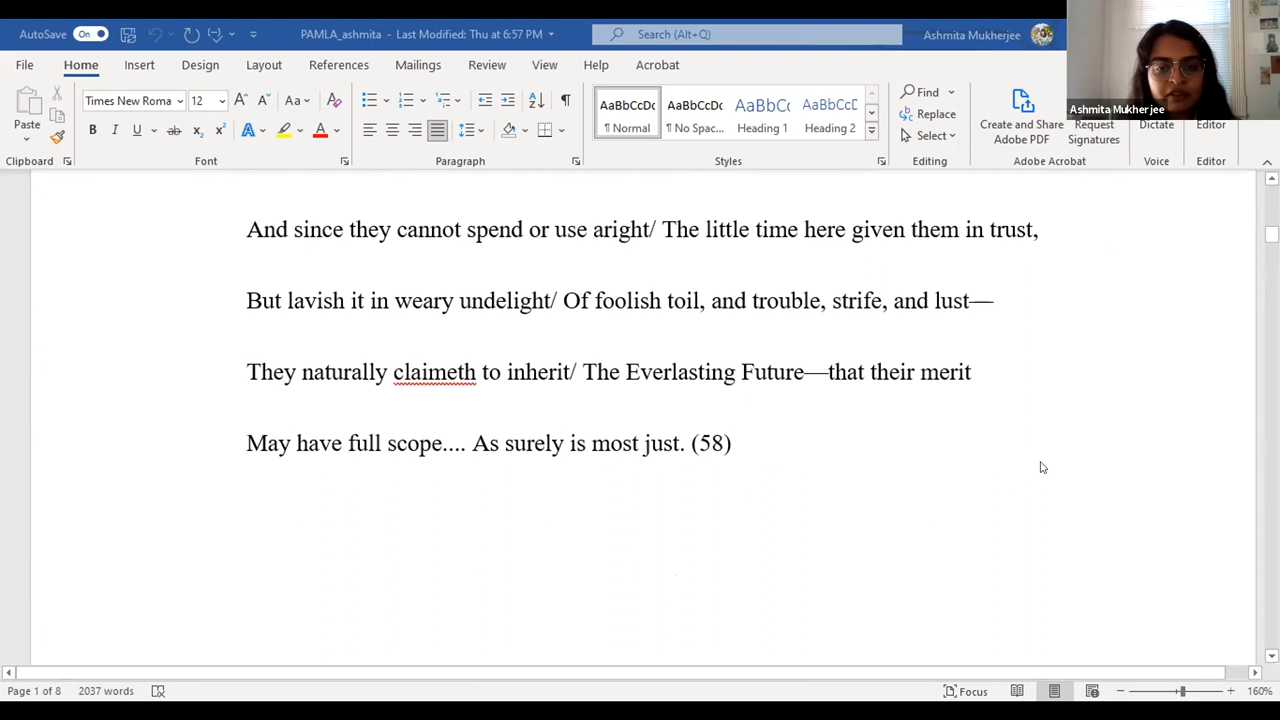 AutoSave On PAMLA_ashmita - Last Modified: Thu at 6:57 PM Search (Alt+Q) Ashmita Mukherjee
File Home Insert Design Layout References Mailings Review View Help Acrobat
Ashmita Mukherjee
Paste Times New Roma 12 Aa AaBbCcDc AaBbCcDc AaBbCc AaBbCcD Find
Replace
Select
B I U ab x₂ x² A A ¶ Normal ¶ No Spac... Heading 1 Heading 2
Create and Share Adobe PDF Request Signatures Dictate Editor
Clipboard Font Paragraph Styles Editing Adobe Acrobat Voice Editor
And since they cannot spend or use aright/ The little time here given them in trust,
But lavish it in weary undelight/ Of foolish toil, and trouble, strife, and lust—
They naturally claimeth to inherit/ The Everlasting Future—that their merit
May have full scope.... As surely is most just. (58)
Page 1 of 8 2037 words Focus 160%